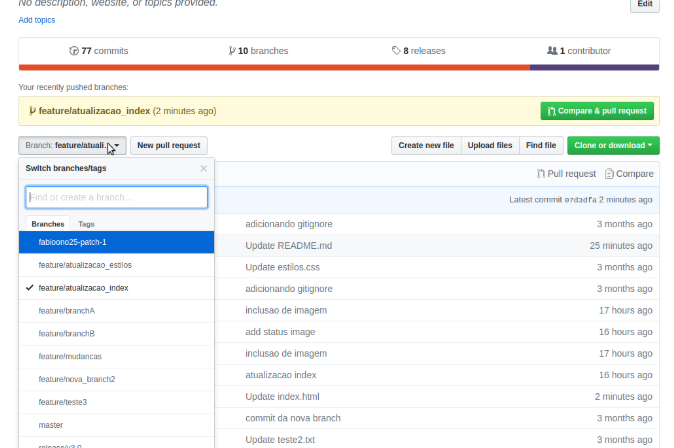 No description, website, or topics provided.
Edit
Add topics
77 commits
10 branches
8 releases
1 contributor
Your recently pushed branches:
feature/atualizacao_index (2 minutes ago)
Compare & pull request
Branch: feature/atuali...
New pull request
Create new file
Upload files
Find file
Clone or download
Switch branches/tags
Pull request
Compare
Find or create a branch...
Latest commit 2 minutes ago
Branches
Tags
adicionando gitignore
3 months ago
fabioono25-patch-1
Update README.md
25 minutes ago
feature/atualizacao_estilos
Update estilos.css
3 months ago
feature/atualizacao_index
adicionando gitignore
3 months ago
feature/branchA
inclusao de imagem
17 hours ago
feature/branchB
add status image
16 hours ago
feature/mudancas
inclusao de imagem
17 hours ago
feature/nova_branch2
atualizacao index
16 hours ago
feature/teste3
Update index.html
2 minutes ago
master
commit da nova branch
3 months ago
release/v3.0
Update teste2.txt
3 months ago